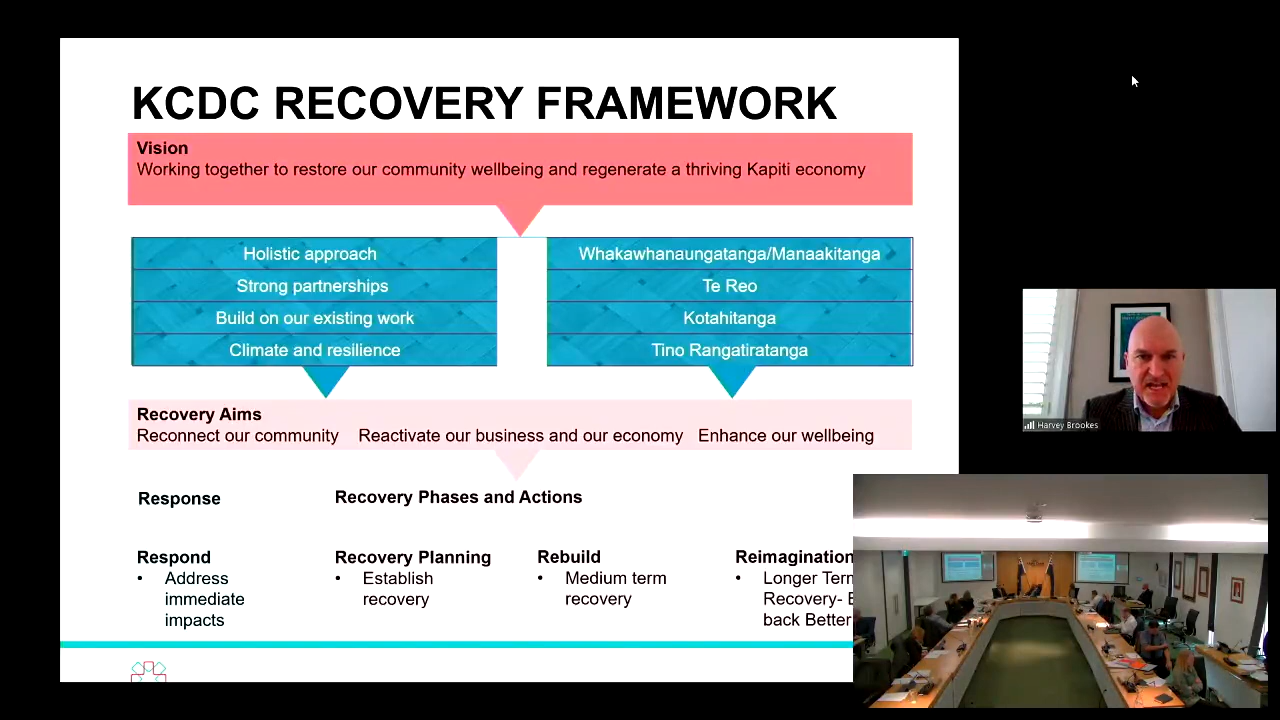 KCDC RECOVERY FRAMEWORK
Vision
Working together to restore our community wellbeing and regenerate a thriving Kapiti economy
Holistic approach
Strong partnerships
Build on our existing work
Climate and resilience
Whakawhanaungatanga/Manaakitanga
Te Reo
Kotahitanga
Tino Rangatiratanga
Recovery Aims
Reconnect our community Reactivate our business and our economy Enhance our wellbeing
Response
Recovery Phases and Actions
Respond
• Address
immediate
impacts
Recovery Planning
• Establish
recovery
Rebuild
• Medium term
recovery
Reimagination
• Longer
Recovery-
back Better
Harvey Brookes